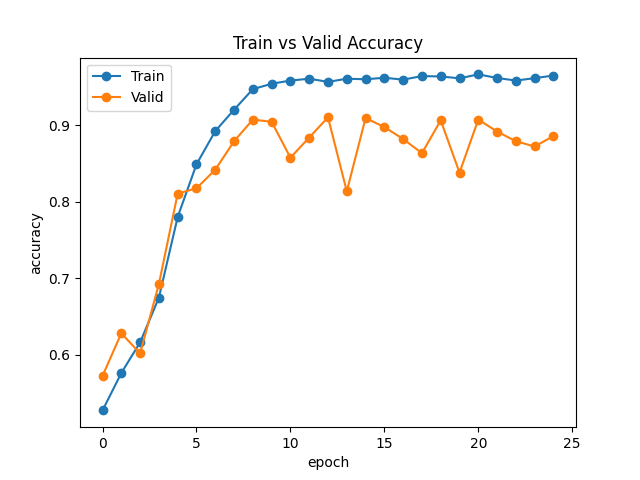 Train vs Valid Accuracy
Train
Valid
accuracy
0.9
0.8
0.7
0.6
0 5 10 15 20 25
epoch